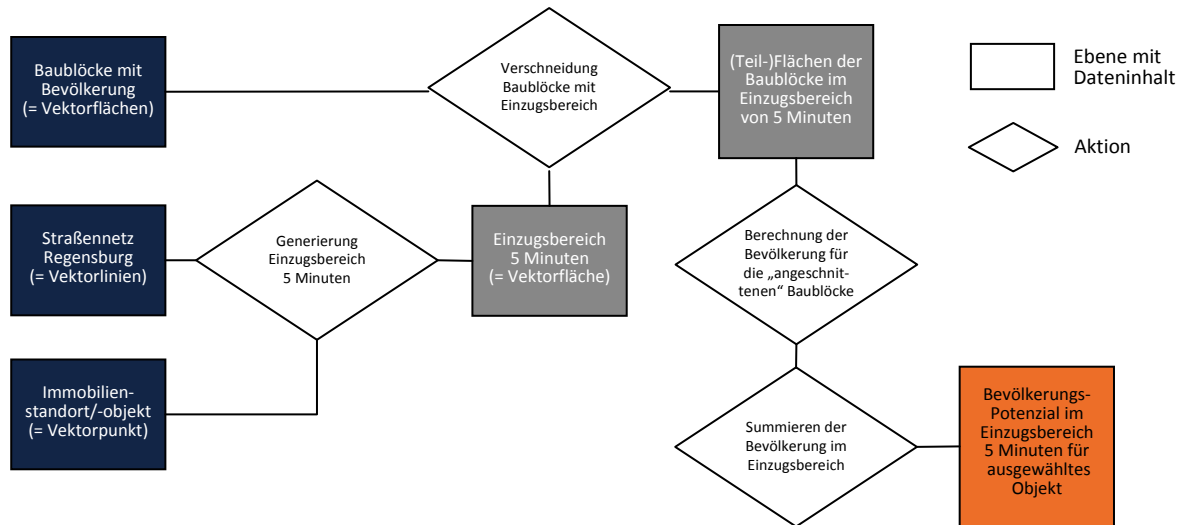 Baublöcke mit
Bevölkerung
(= Vektorflächen)
Verschneidung
Baublöcke mit
Einzugsbereich
(Teil-)Flächen der
Baublöcke im
Einzugsbereich
von 5 Minuten
Ebene mit
Dateninhalt
Aktion
Straßennetz
Regensburg
(= Vektorlinien)
Generierung
Einzugsbereich
5 Minuten
Einzugsbereich
5 Minuten
(= Vektorfläche)
Berechnung der
Bevölkerung für
die „angeschnit-
tenen“ Baublöcke
Immobilien-
standort/-objekt
(= Vektorpunkt)
Summieren der
Bevölkerung im
Einzugsbereich
Bevölkerungs-
Potenzial im
Einzugsbereich
5 Minuten für
ausgewähltes
Objekt